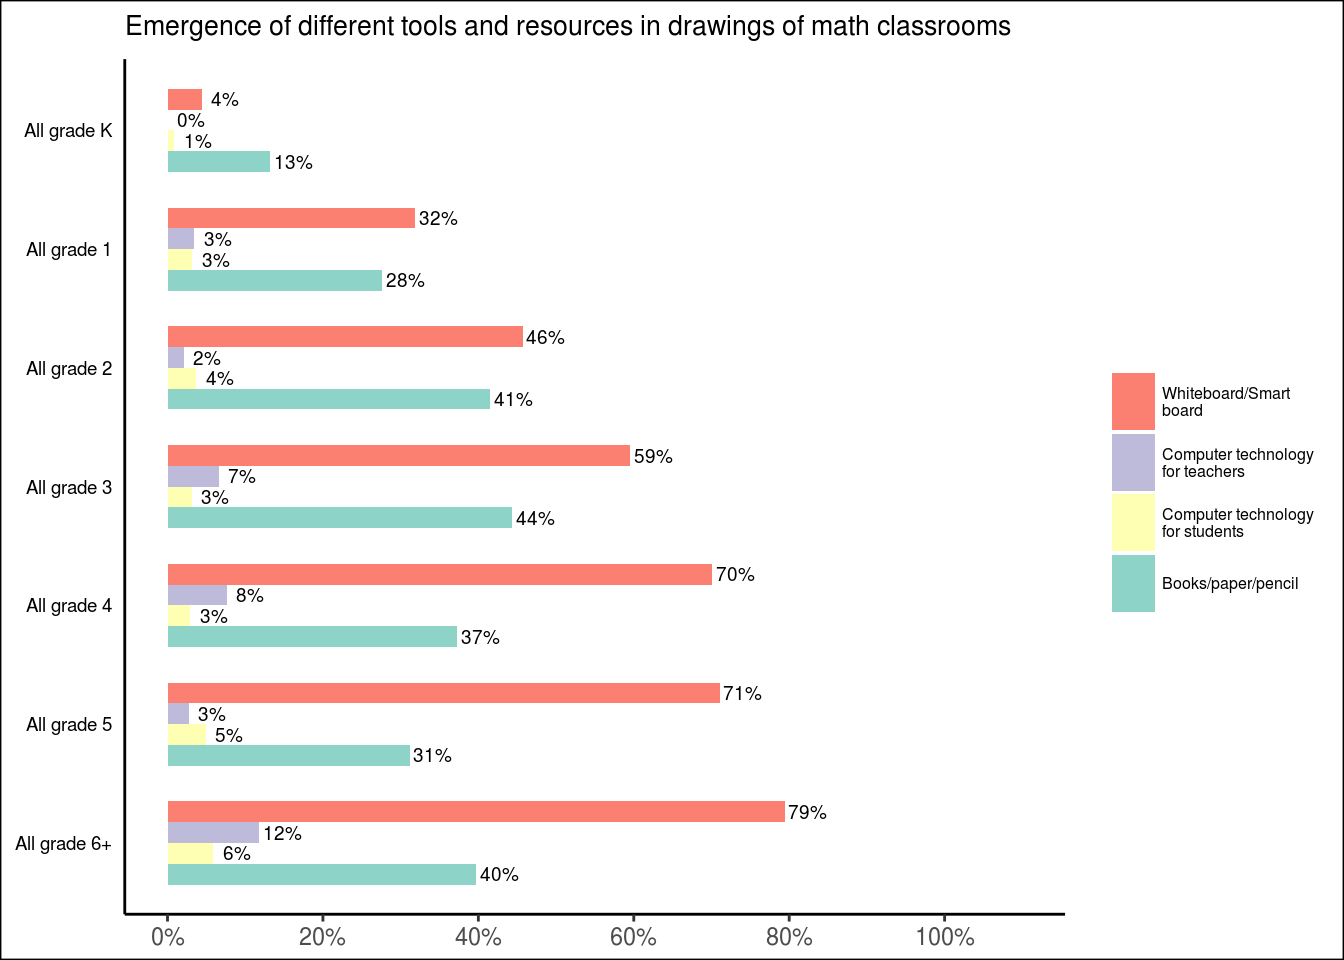 Emergence of different tools and resources in drawings of math classrooms
All grade K
4%
0%
1%
13%
All grade 1
32%
3%
3%
28%
All grade 2
46%
2%
4%
41%
All grade 3
59%
7%
3%
44%
All grade 4
70%
8%
3%
37%
All grade 5
71%
3%
5%
31%
All grade 6+
79%
12%
6%
40%
0% 20% 40% 60% 80% 100%
Whiteboard/Smart
board
Computer technology
for teachers
Computer technology
for students
Books/paper/pencil